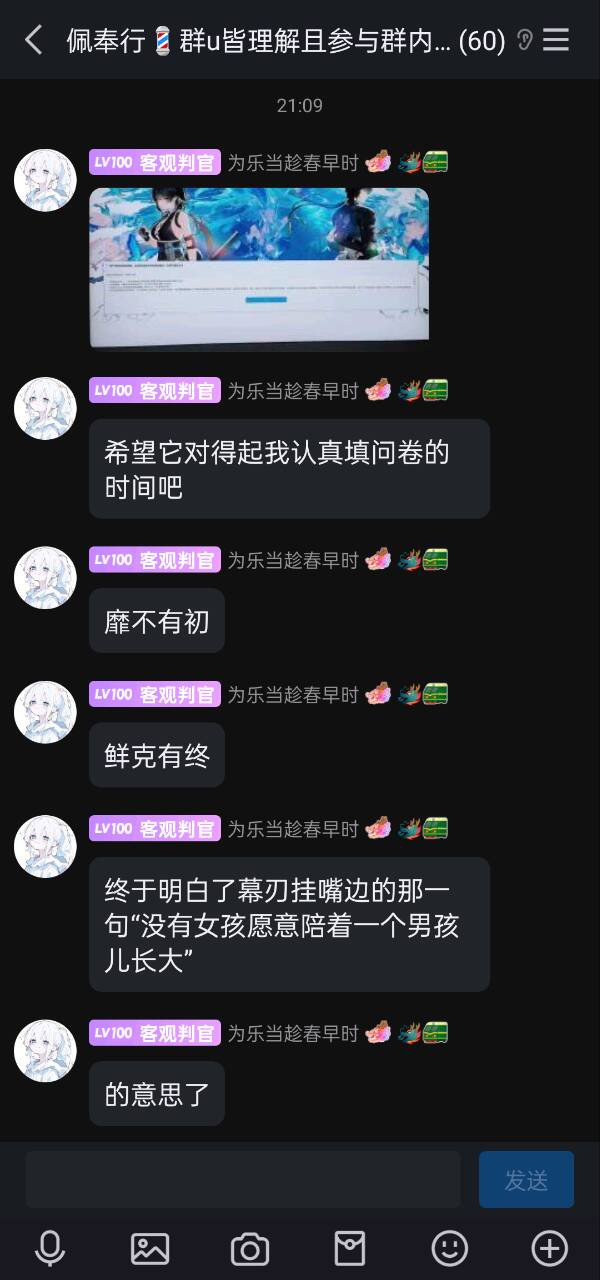 佩奉行💈群u皆理解且参与群内... (60)
21:09
LV100 客观判官 为乐当趁春早时
LV100 客观判官 为乐当趁春早时
希望它对得起我认真填问卷的
时间吧
LV100 客观判官 为乐当趁春早时
靡不有初
LV100 客观判官 为乐当趁春早时
鲜克有终
LV100 客观判官 为乐当趁春早时
终于明白了幕刃挂嘴边的那一
句“没有女孩愿意陪着一个男孩
儿长大”
LV100 客观判官 为乐当趁春早时
的意思了
发送